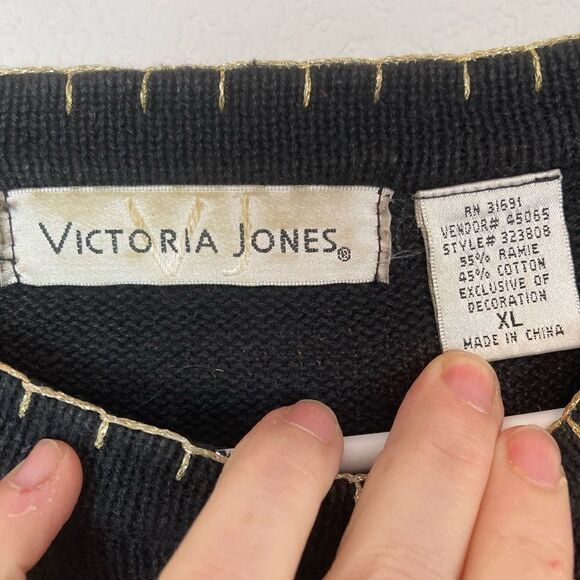 VJ
VICTORIA JONES®
RN 31691
VENDOR# 45065
STYLE# 323808
55% RAMIE
45% COTTON
EXCLUSIVE OF
DECORATION
XL
MADE IN CHINA